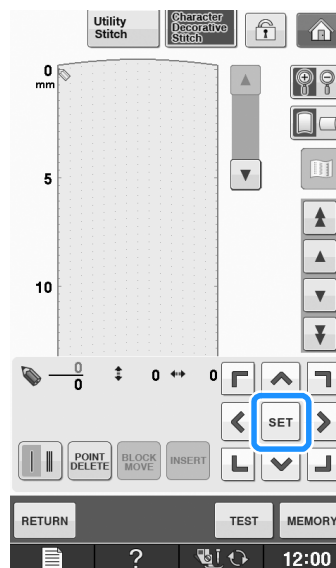 Utility
Stitch
Character
Decorative
Stitch
0
mm
5
10
0
0
0
0
SET
POINT
DELETE
BLOCK
MOVE
INSERT
RETURN
TEST
MEMORY
?
12:00